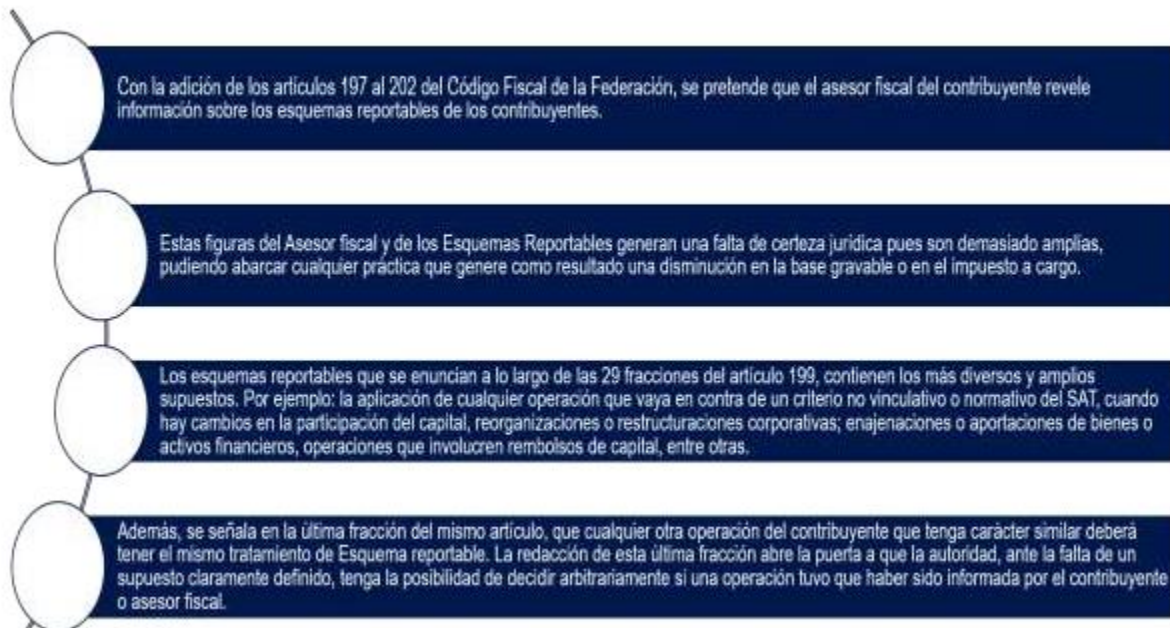 Con la adición de los artículos 197 al 202 del Código Fiscal de la Federación, se pretende que el asesor fiscal del contribuyente revele
información sobre los esquemas reportables de los contribuyentes.
Estas figuras del Asesor fiscal y de los Esquemas Reportables generan una falta de certeza jurídica pues son demasiado amplias,
pudiendo abarcar cualquier práctica que genere como resultado una disminución en la base gravable o en el impuesto a cargo.
Los esquemas reportables que se enuncian a lo largo de las 29 fracciones del artículo 199, contienen los más diversos y amplios
supuestos. Por ejemplo: la aplicación de cualquier operación que vaya en contra de un criterio no vinculativo o normativo del SAT, cuando
hay cambios en la participación del capital, reorganizaciones o restructuraciones corporativas; enajenaciones o aportaciones de bienes o
activos financieros, operaciones que involucren rembolsos de capital, entre otras.
Además, se señala en la última fracción del mismo artículo, que cualquier otra operación del contribuyente que tenga carácter similar deberá
tener el mismo tratamiento de Esquema reportable. La redacción de esta última fracción abre la puerta a que la autoridad, ante la falta de un
supuesto claramente definido, tenga la posibilidad de decidir arbitrariamente si una operación tuvo que haber sido informada por el contribuyente
o asesor fiscal.